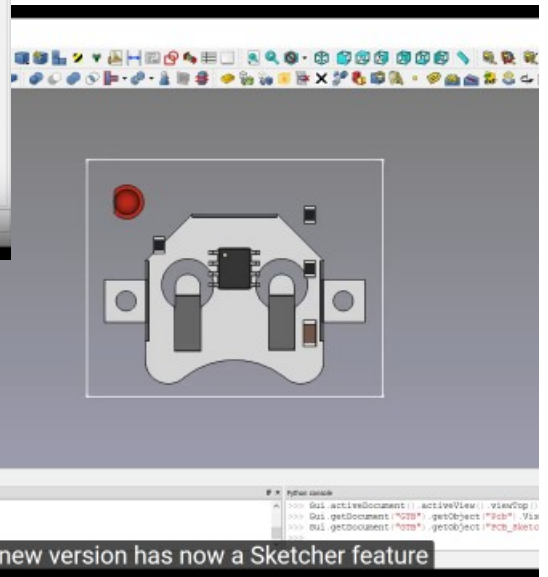 Python console
>>> Gui.activeDocument().activeView().viewTop()
>>> Gui.getDocument("GTB").getObject("Pcb").Vis
>>> Gui.getDocument("GTB").getObject("PCB_Sketc
>>>
new version has now a Sketcher feature